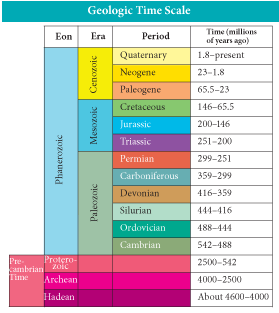 Geologic Time Scale
Eon Era Period Time (millions
of years ago)
Phanerozoic
Cenozoic
Quaternary 1.8–present
Neogene 23–1.8
Paleogene 65.5–23
Mesozoic
Cretaceous 146–65.5
Jurassic 200–146
Triassic 251–200
Paleozoic
Permian 299–251
Carboniferous 359–299
Devonian 416–359
Silurian 444–416
Ordovician 488–444
Cambrian 542–488
Pre-
cambrian
Time
Protero-
zoic
2500–542
Archean 4000–2500
Hadean About 4600–4000